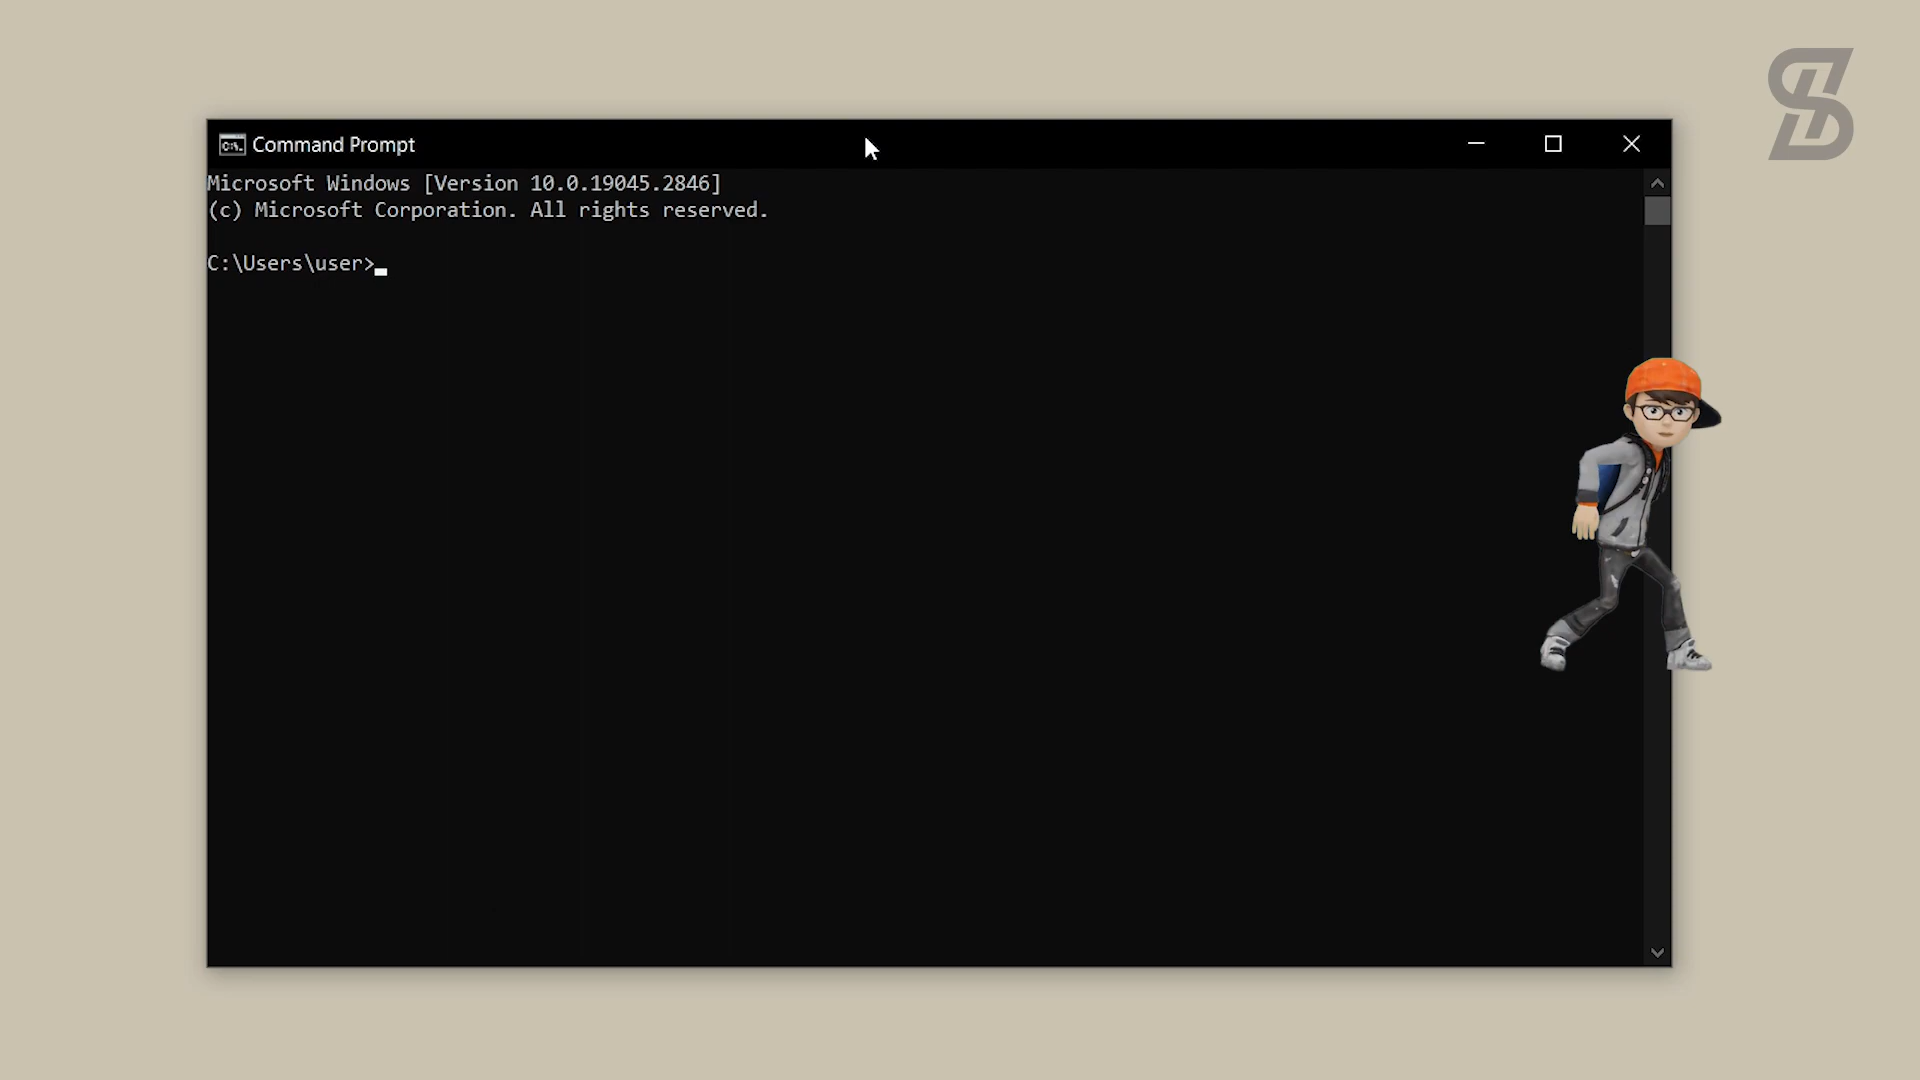 Command Prompt
Microsoft Windows [Version 10.0.19045.2846]
(c) Microsoft Corporation. All rights reserved.
C:\Users\user>